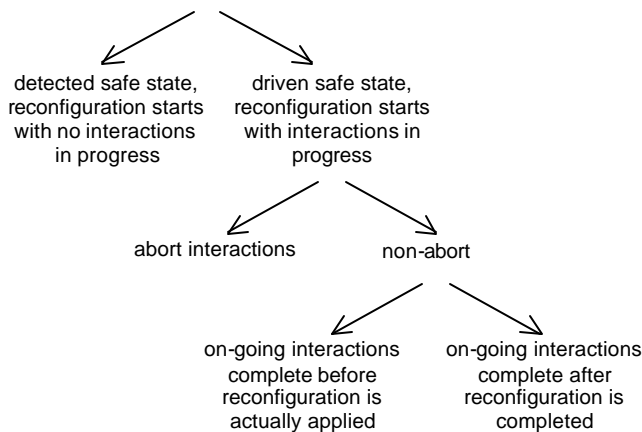 detected safe state,
reconfiguration starts
with no interactions
in progress
driven safe state,
reconfiguration starts
with interactions in
progress
abort interactions
non-abort
on-going interactions
complete before
reconfiguration is
actually applied
on-going interactions
complete after
reconfiguration is
completed